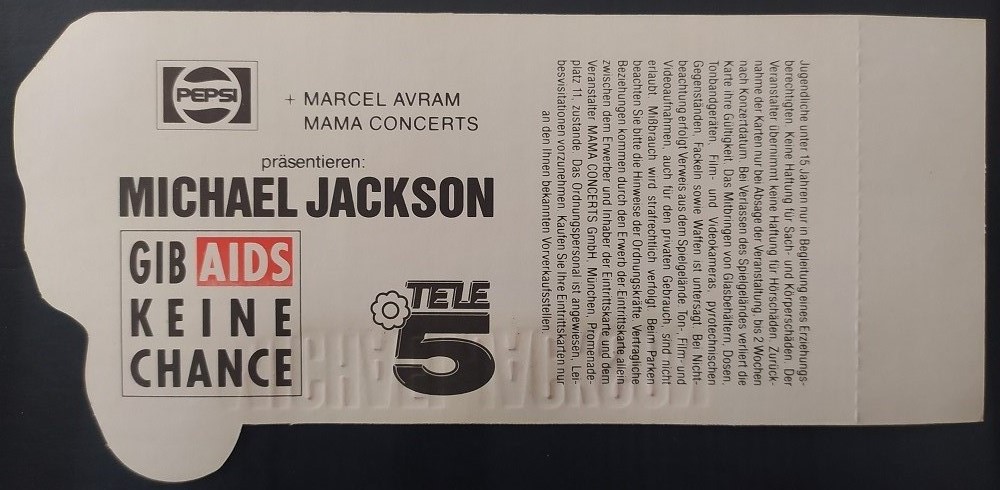 PEPSI
+ MARCEL AVRAM
MAMA CONCERTS
präsentieren:
MICHAEL JACKSON
GIB AIDS
KEINE
CHANCE
TELE
5
MICHAEL JACKSON
Jugendliche unter 15 Jahren nur in Begleitung eines Erziehungs-
berechtigten. Keine Haftung für Sach- und Körperschäden. Der
Veranstalter übernimmt keine Haftung für Hörschäden. Zurück-
nahme der Karten nur bei Absage der Veranstaltung, bis 2 Wochen
nach Konzertdatum. Bei Verlassen des Spielgeländes verliert die
Karte ihre Gültigkeit. Das Mitbringen von Glasbehältern, Dosen,
Tonbandgeräten, Film- und Videokameras, pyrotechnischen
Gegenständen, Fackeln sowie Waffen ist untersagt. Bei Nicht-
beachtung erfolgt Verweis aus dem Spielgelände. Ton-, Film- und
Videoaufnahmen, auch für den privaten Gebrauch, sind nicht
erlaubt. Mißbrauch wird strafrechtlich verfolgt. Beim Parken
beachten Sie bitte die Hinweise der Ordnungskräfte. Vertragliche
Beziehungen kommen durch den Erwerb der Eintrittskarte allein
zwischen dem Erwerber und Inhaber der Eintrittskarte und dem
Veranstalter MAMA CONCERTS GmbH, München, Promenade-
platz 11, zustande. Das Ordnungspersonal ist angewiesen, Lei-
besvisitationen vorzunehmen. Kaufen Sie Ihre Eintrittskarten nur
an den Ihnen bekannten Vorverkaufsstellen.